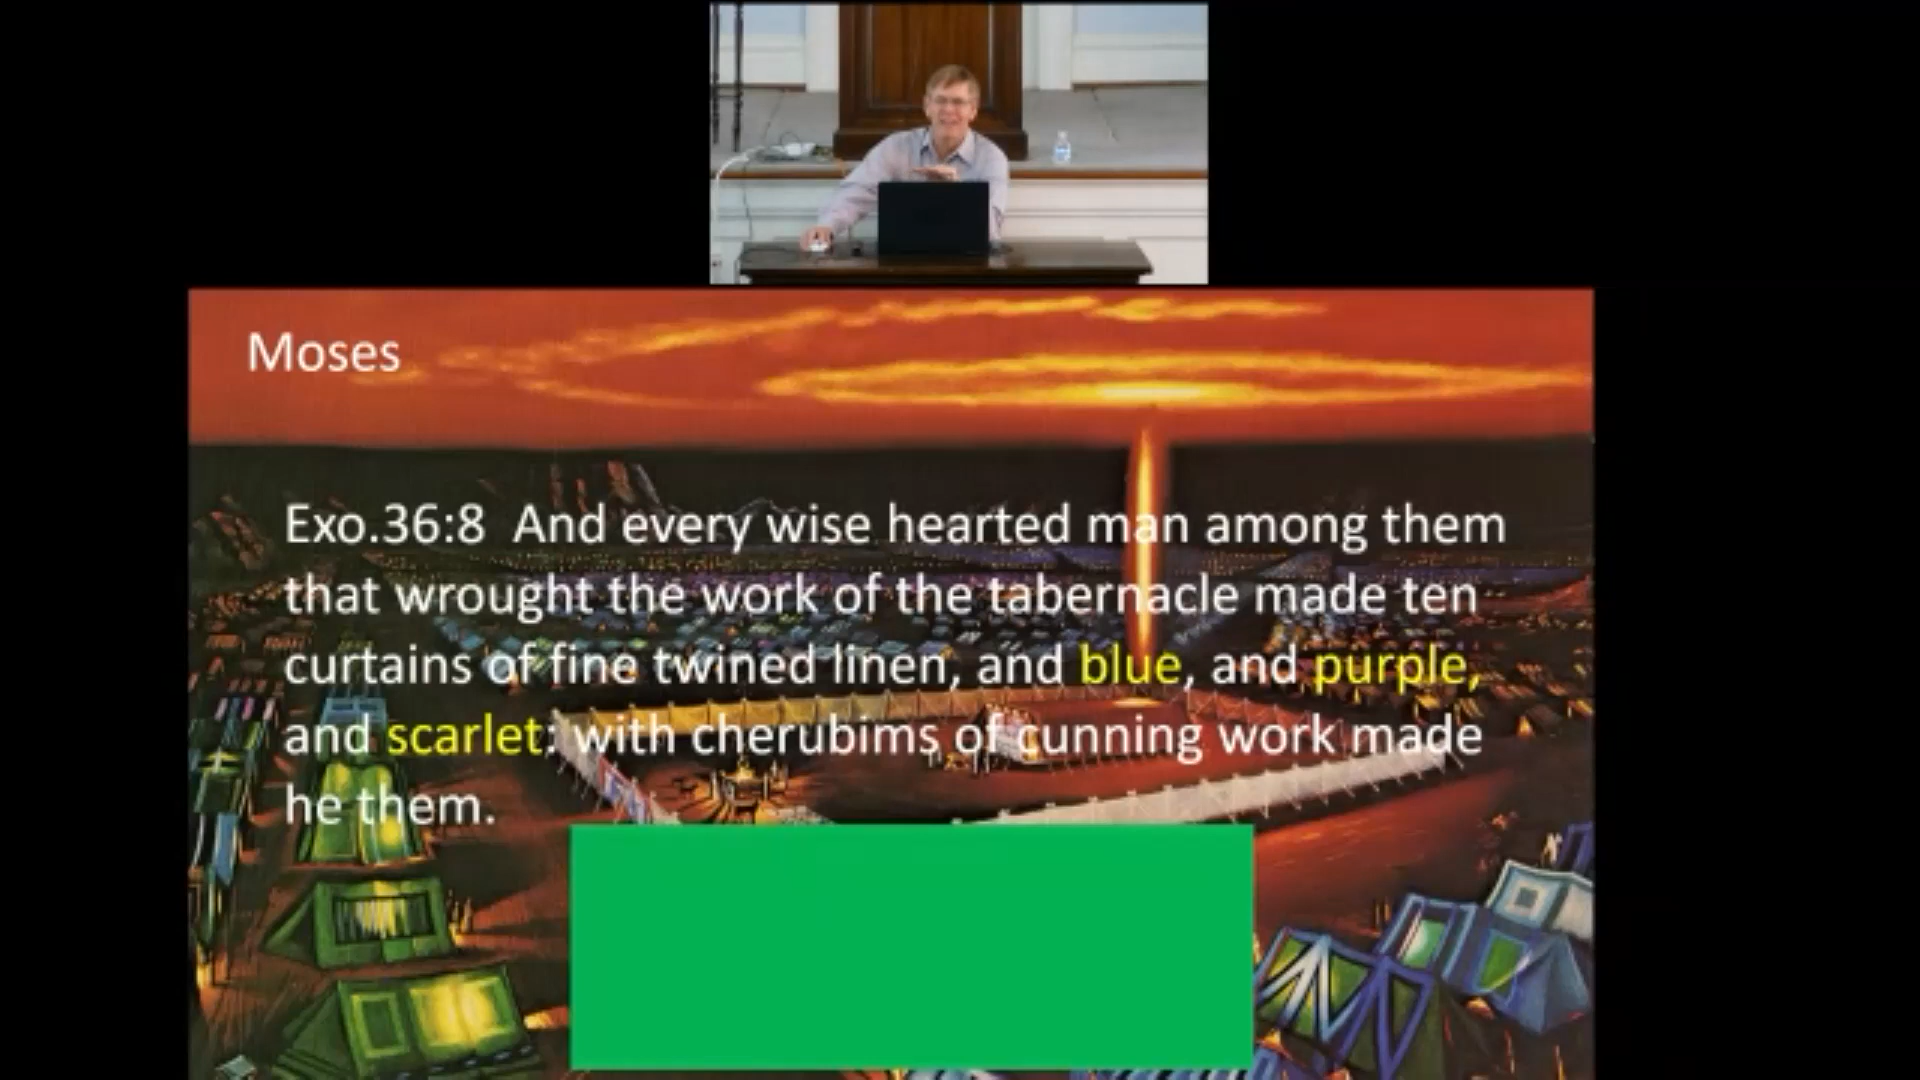 Moses
Exo.36:8  And every wise hearted man among them
that wrought the work of the tabernacle made ten
curtains of fine twined linen, and blue, and purple,
and scarlet: with cherubims of cunning work made
he them.